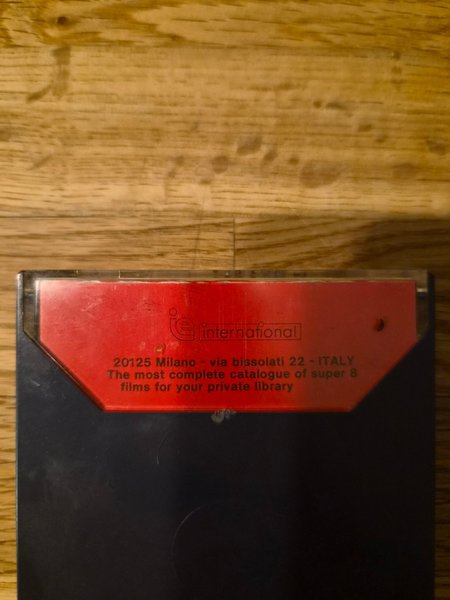 ie international
20125 Milano - via bissolati 22 - ITALY
The most complete catalogue of super 8
films for your private library